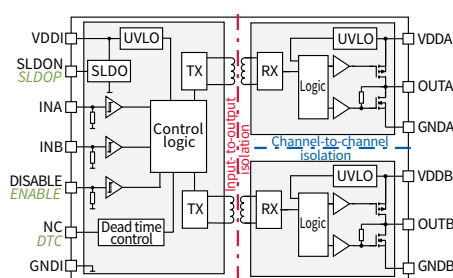 VDDI
SLDON
SLDOP
INA
INB
DISABLE
ENABLE
NC
DTC
GNDI
UVLO
SLDO
Control
logic
Dead time
control
TX
TX
Input-to-output
isolation
RX
UVLO
Logic
Channel-to-channel
isolation
RX
UVLO
Logic
VDDA
OUTA
GNDA
VDDB
OUTB
GNDB